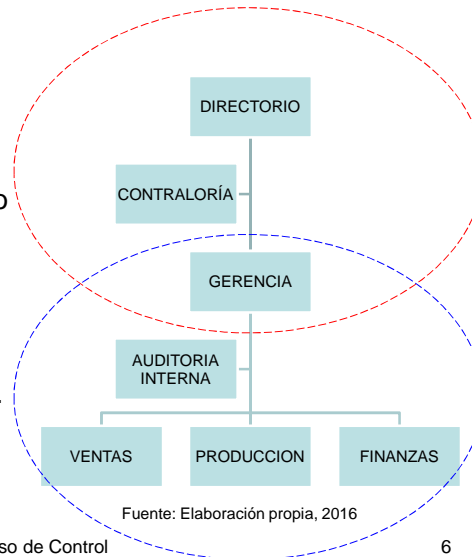 DIRECTORIO
CONTRALORÍA
GERENCIA
AUDITORIA
INTERNA
VENTAS
PRODUCCION
FINANZAS
Fuente: Elaboración propia, 2016
so de Control
6